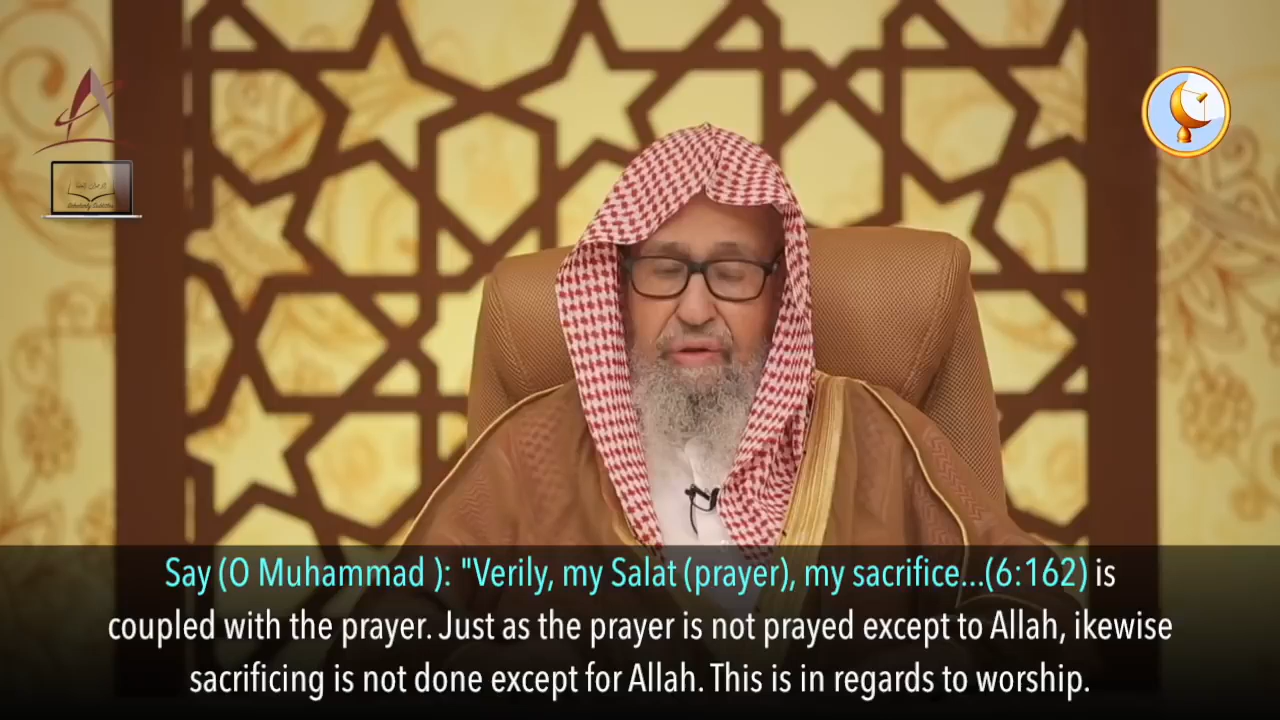 Say (O Muhammad ): "Verily, my Salat (prayer), my sacrifice...(6:162) is
coupled with the prayer. Just as the prayer is not prayed except to Allah, ikewise
sacrificing is not done except for Allah. This is in regards to worship.